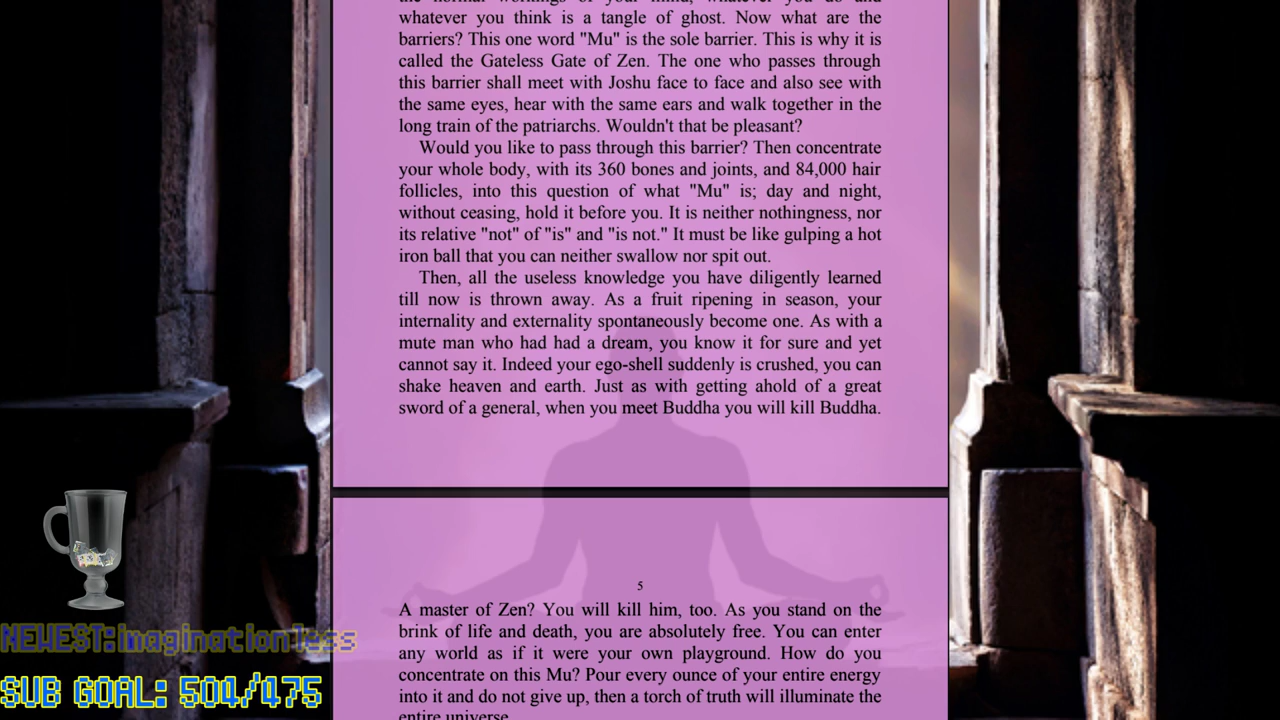 the normal workings of your mind, whatever you do and
whatever you think is a tangle of ghost. Now what are the
barriers? This one word "Mu" is the sole barrier. This is why it is
called the Gateless Gate of Zen. The one who passes through
this barrier shall meet with Joshu face to face and also see with
the same eyes, hear with the same ears and walk together in the
long train of the patriarchs. Wouldn't that be pleasant?
Would you like to pass through this barrier? Then concentrate
your whole body, with its 360 bones and joints, and 84,000 hair
follicles, into this question of what "Mu" is; day and night,
without ceasing, hold it before you. It is neither nothingness, nor
its relative "not" of "is" and "is not." It must be like gulping a hot
iron ball that you can neither swallow nor spit out.
Then, all the useless knowledge you have diligently learned
till now is thrown away. As a fruit ripening in season, your
internality and externality spontaneously become one. As with a
mute man who had had a dream, you know it for sure and yet
cannot say it. Indeed your ego-shell suddenly is crushed, you can
shake heaven and earth. Just as with getting ahold of a great
sword of a general, when you meet Buddha you will kill Buddha.
5
A master of Zen? You will kill him, too. As you stand on the
brink of life and death, you are absolutely free. You can enter
any world as if it were your own playground. How do you
concentrate on this Mu? Pour every ounce of your entire energy
into it and do not give up, then a torch of truth will illuminate the
entire universe.
NEWEST:imaginationless
SUB GOAL: 504/475